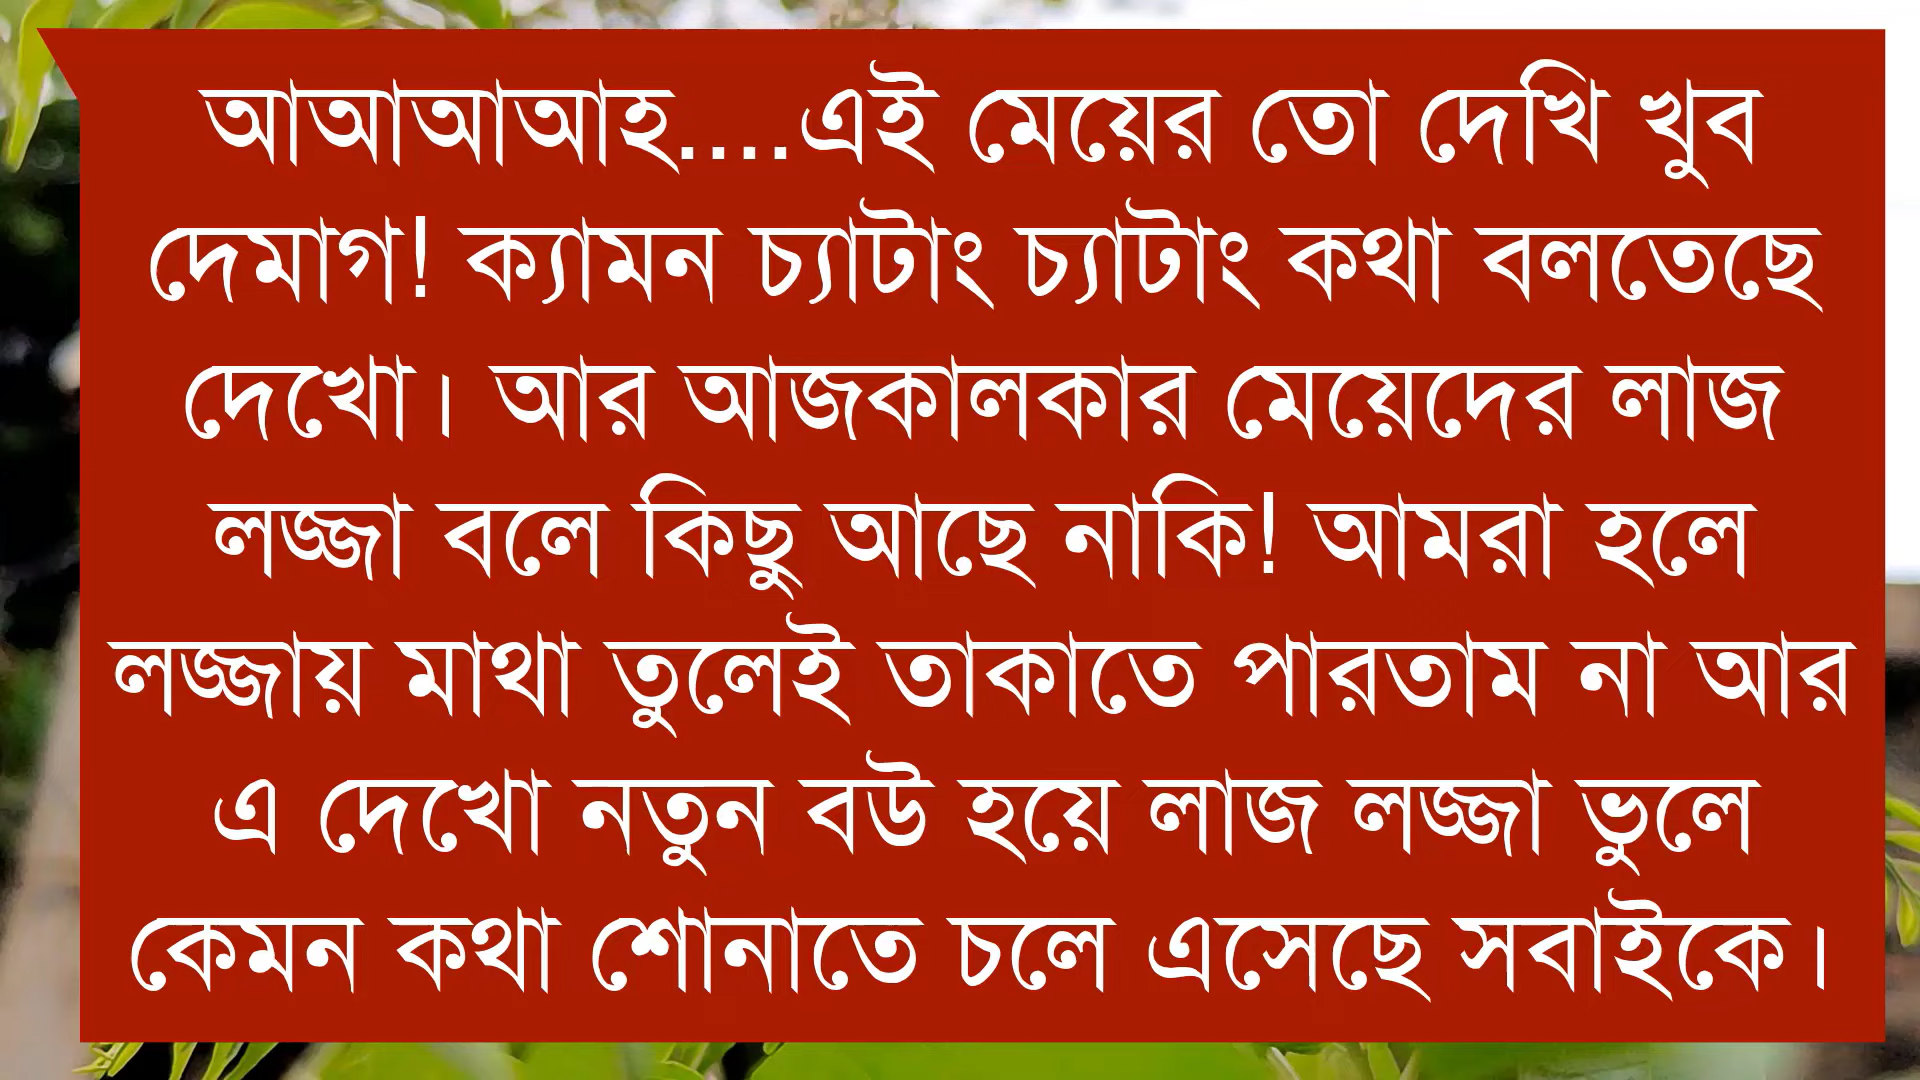 আআআআহ....এই মেয়ের তো দেখি খুব
দেমাগ! ক্যামন চ্যাটাং চ্যাটাং কথা বলতেছে
দেখো। আর আজকালকার মেয়েদের লাজ
লজ্জা বলে কিছু আছে নাকি! আমরা হলে
লজ্জায় মাথা তুলেই তাকাতে পারতাম না আর
এ দেখো নতুন বউ হয়ে লাজ লজ্জা ভুলে
কেমন কথা শোনাতে চলে এসেছে সবাইকে।